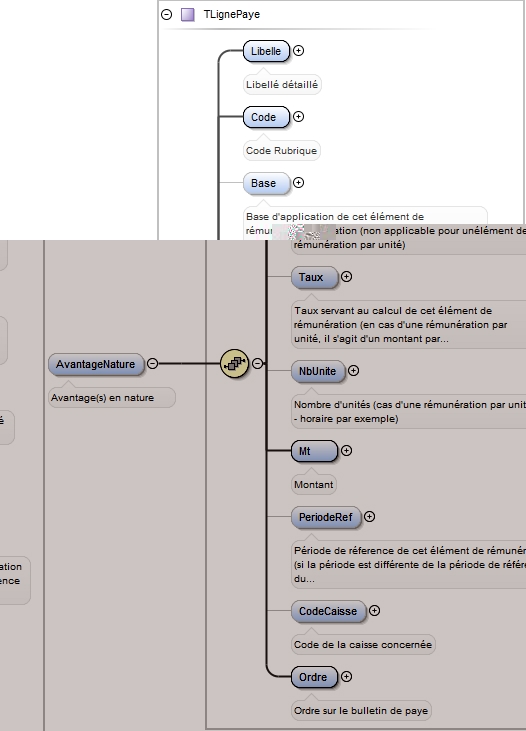 TLignePaye
Libelle
Libellé détaillé
Code
Code Rubrique
Base
Base d'application de cet élément de
ation (non applicable pour unélément de
rémunération par unité)
Taux
Taux servant au calcul de cet élément de
rémunération (en cas d'une rémunération par
unité, il s'agit d'un montant par...
AvantageNature
Avantage(s) en nature
NbUnite
Nombre d'unités (cas d'une rémunération par unit
- horaire par exemple)
é
Mt
Montant
PeriodeRef
Période de réference de cet élément de rémunér
(si la période est différente de la période de référe
du...
ation
ence
CodeCaisse
Code de la caisse concernée
Ordre
Ordre sur le bulletin de paye